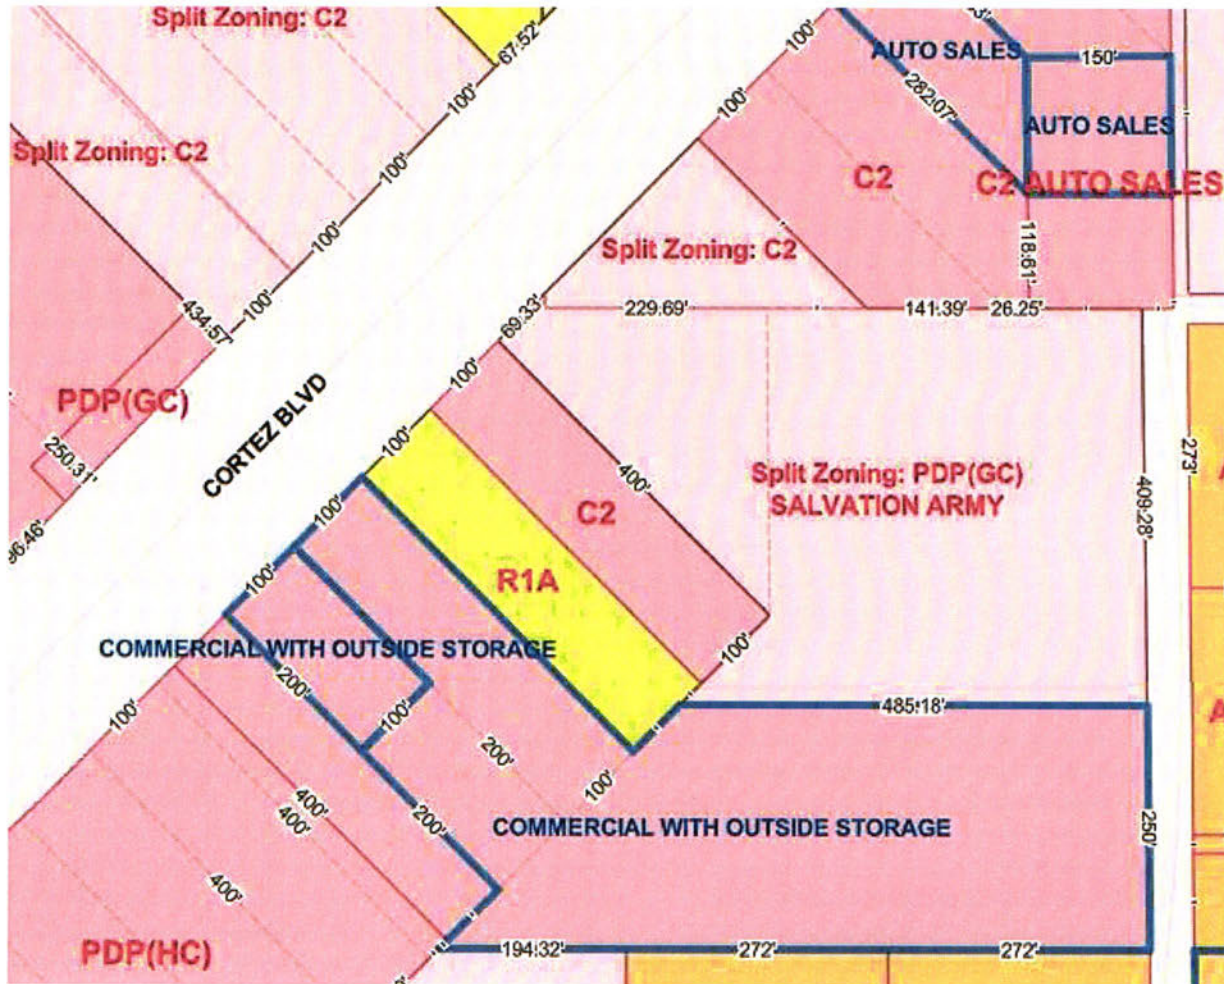 Split Zoning: C2
67.52'
100'
AUTO SALES
150'
100'
100'
282.07'
AUTO SALES
Split Zoning: C2
100'
C2
C2 AUTO SALES
100'
Split Zoning: C2
118.61'
100'
434.57'
69.33'
229.69'
141.39'
26.25'
PDP(GC)
CORTEZ BLVD
100'
100'
250.31'
400'
Split Zoning: PDP(GC)
SALVATION ARMY
273'
409.28'
96.46'
100'
C2
100'
R1A
COMMERCIAL WITH OUTSIDE STORAGE
100'
200'
100'
100'
485.18'
200'
100'
400'
400'
200'
COMMERCIAL WITH OUTSIDE STORAGE
250'
400'
PDP(HC)
194.32'
272'
272'